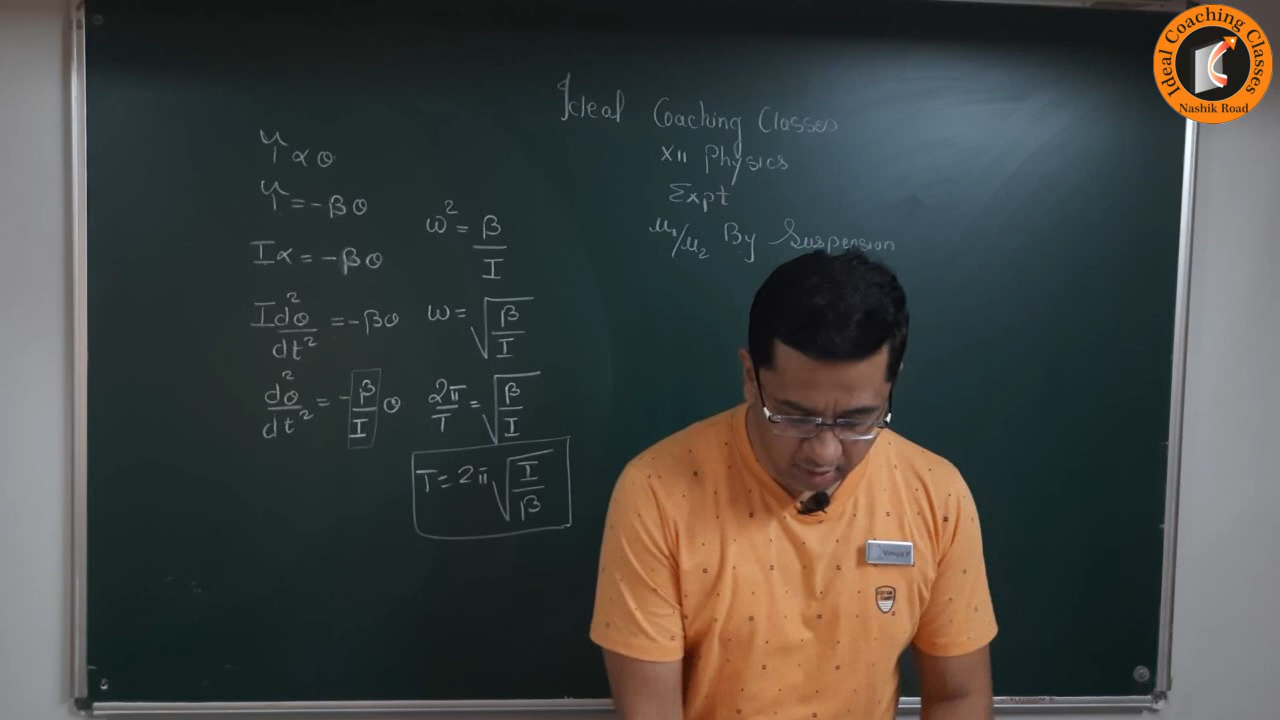 Ideal Coaching Classes
XII Physics
Expt
μ₁/μ₂ By Suspension
τ ∝ θ
τ = -βθ
Iα = -βθ
I d²θ/dt² = -βθ
d²θ/dt² = -β/I θ
ω² = β/I
ω = √(β/I)
2π/T = √(β/I)
T = 2π √(I/β)
Ideal Coaching Classes
Nashik Road